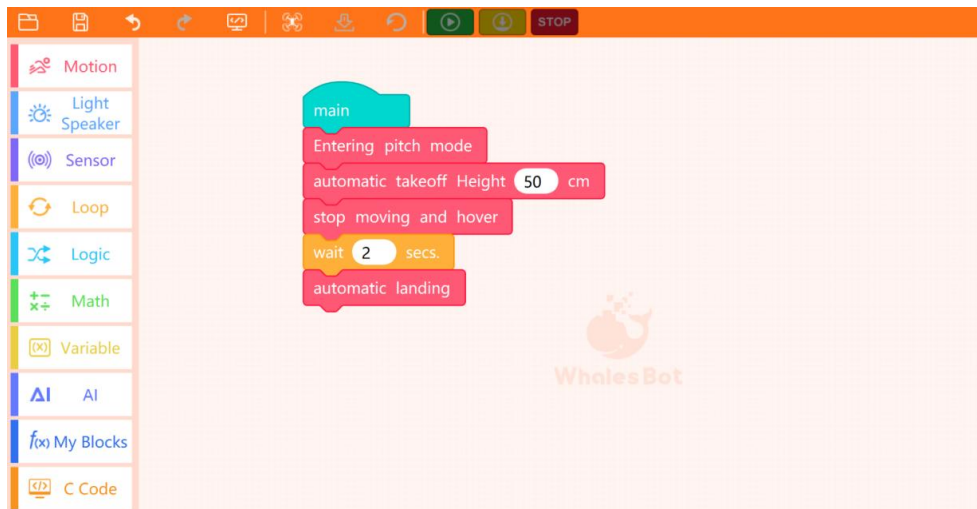 STOP
Motion
Light
Speaker
Sensor
Loop
Logic
Math
Variable
AI AI
f(x) My Blocks
C Code
main
Entering pitch mode
automatic takeoff Height 50 cm
stop moving and hover
wait 2 secs.
automatic landing
WhalesBot